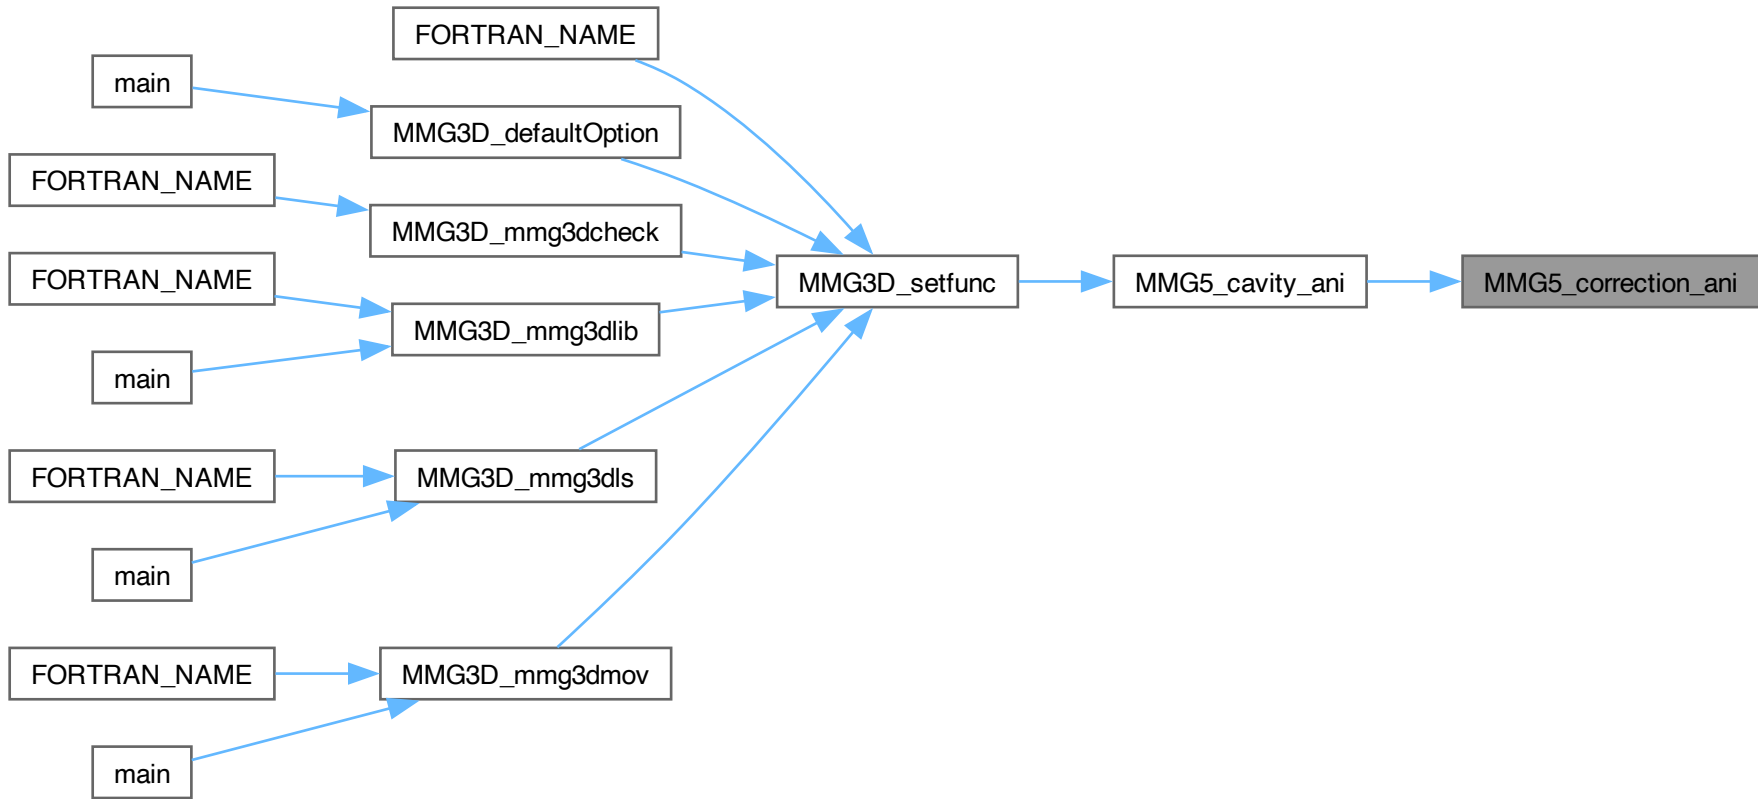 FORTRAN_NAME
main
MMG3D_defaultOption
FORTRAN_NAME
MMG3D_mmg3dcheck
FORTRAN_NAME
MMG3D_setfunc
MMG5_cavity_ani
MMG5_correction_ani
MMG3D_mmg3dlib
main
FORTRAN_NAME
MMG3D_mmg3dls
main
FORTRAN_NAME
MMG3D_mmg3dmov
main